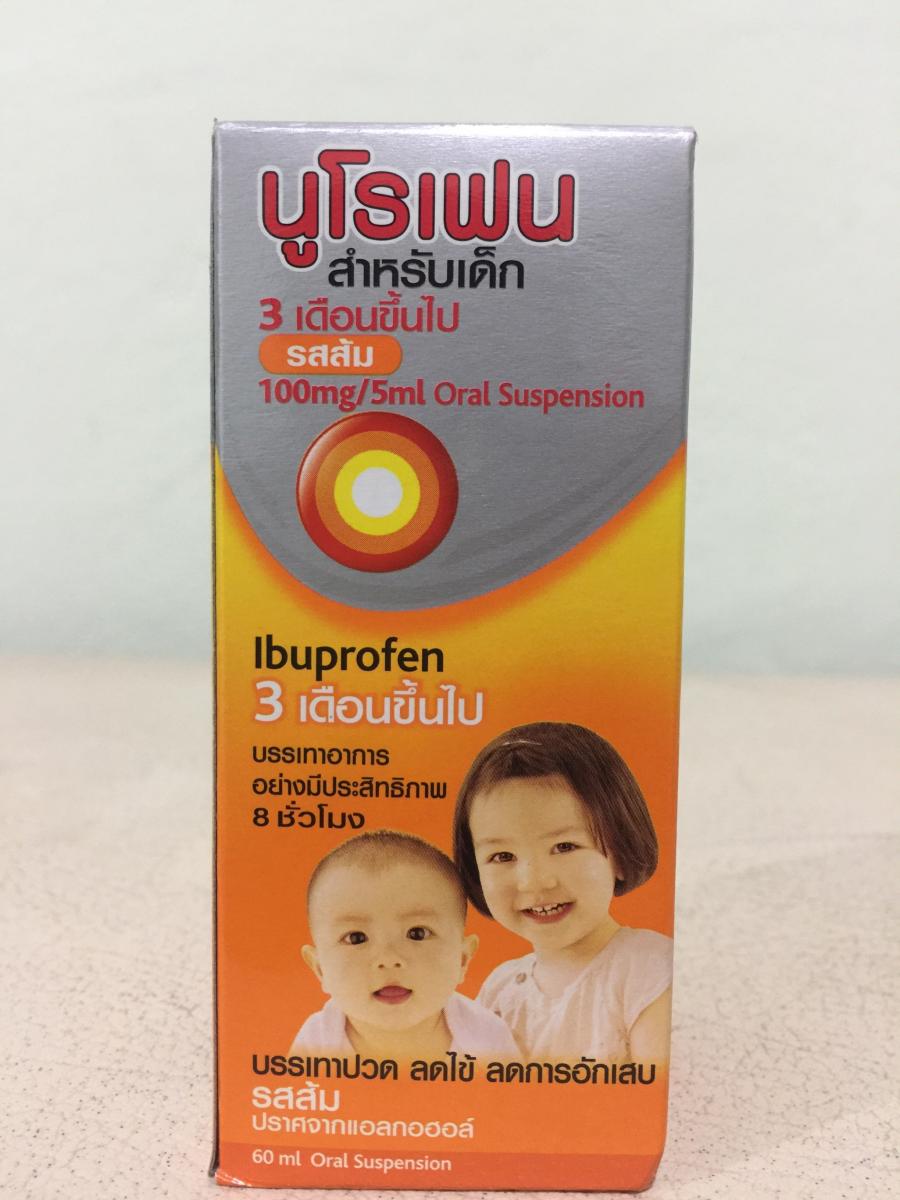 นูโรเฟน
สำหรับเด็ก
3 เดือนขึ้นไป
รสส้ม
100mg/5ml Oral Suspension
Ibuprofen
3 เดือนขึ้นไป
บรรเทาอาการ
อย่างมีประสิทธิภาพ
8 ชั่วโมง
บรรเทาปวด ลดไข้ ลดการอักเสบ
รสส้ม
ปราศจากแอลกอฮอล์
60 ml Oral Suspension